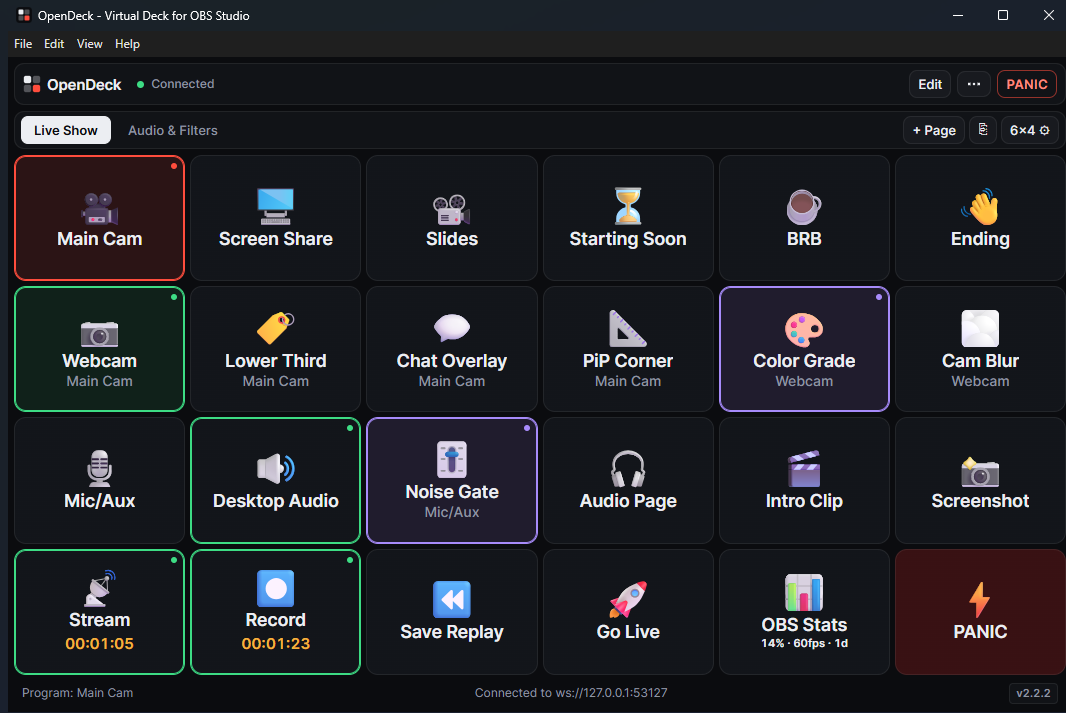 OpenDeck - Virtual Deck for OBS Studio
File Edit View Help
OpenDeck Connected Edit ... PANIC
Live Show Audio & Filters + Page 6×4
Main Cam Screen Share Slides Starting Soon BRB Ending
Webcam Lower Third Chat Overlay PiP Corner Color Grade Cam Blur
Main Cam Main Cam Main Cam Main Cam Webcam Webcam
Mic/Aux Desktop Audio Noise Gate Audio Page Intro Clip Screenshot
Mic/Aux
Stream Record Save Replay Go Live OBS Stats PANIC
00:01:05 00:01:23 14% · 60fps · 1d
Program: Main Cam Connected to ws://127.0.0.1:53127 v2.2.2